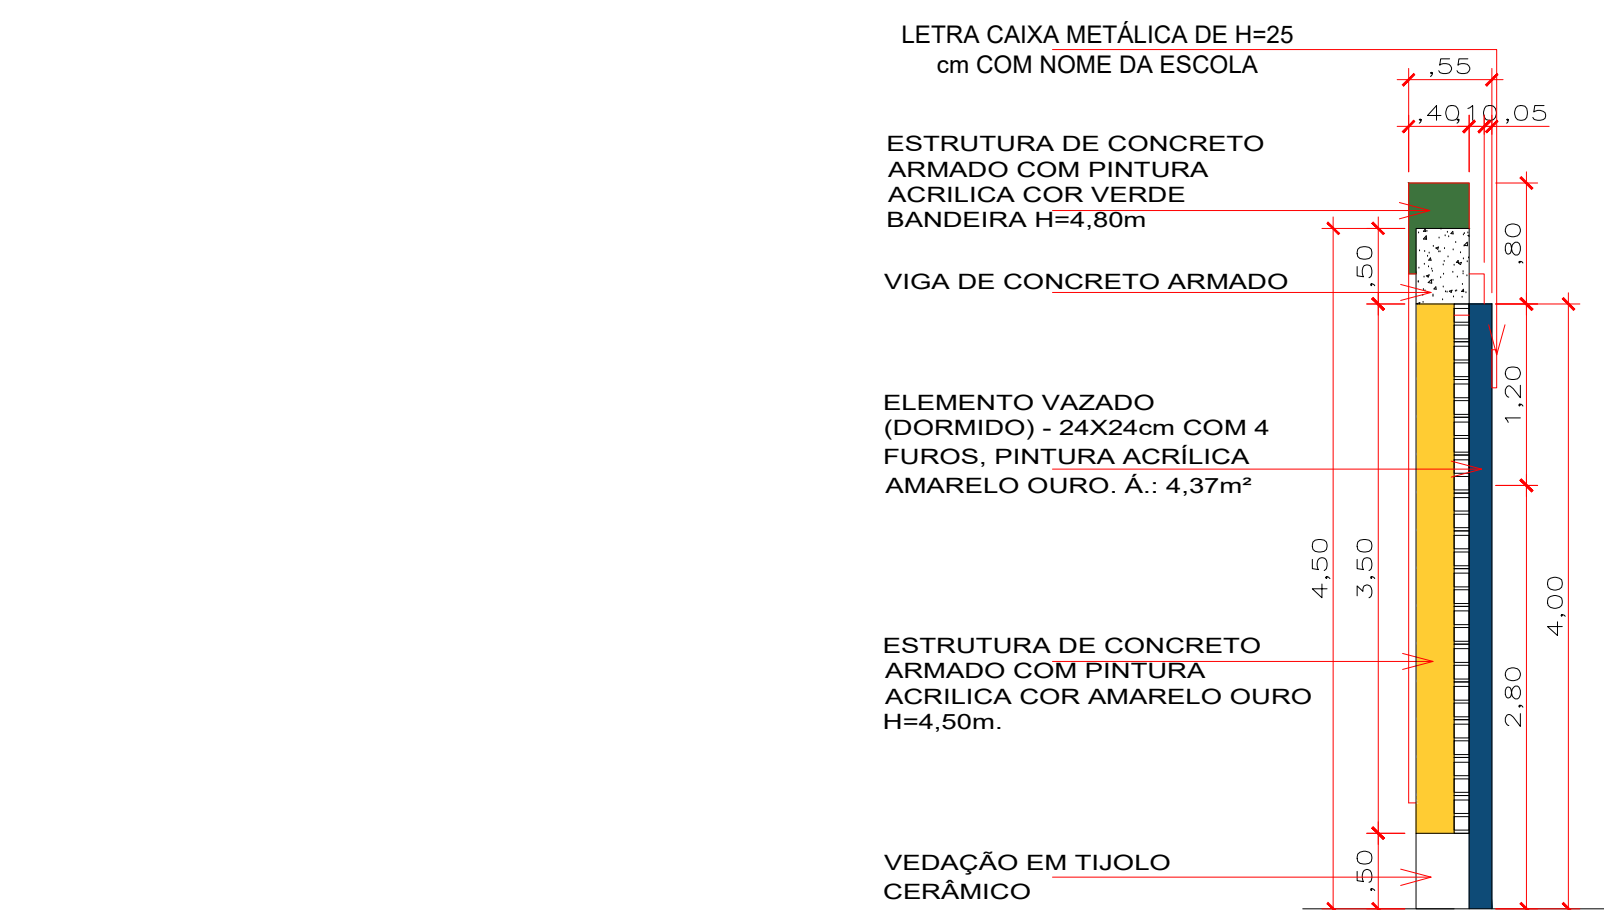 LETRA CAIXA METÁLICA DE H=25
cm COM NOME DA ESCOLA
,55
,40
,10
,05
ESTRUTURA DE CONCRETO
ARMADO COM PINTURA
ACRILICA COR VERDE
BANDEIRA H=4,80m
,80
,50
VIGA DE CONCRETO ARMADO
1,20
ELEMENTO VAZADO
(DORMIDO) - 24X24cm COM 4
FUROS, PINTURA ACRÍLICA
AMARELO OURO. Á.: 4,37m²
4,50
3,50
4,00
2,80
ESTRUTURA DE CONCRETO
ARMADO COM PINTURA
ACRILICA COR AMARELO OURO
H=4,50m.
,50
VEDAÇÃO EM TIJOLO
CERÂMICO